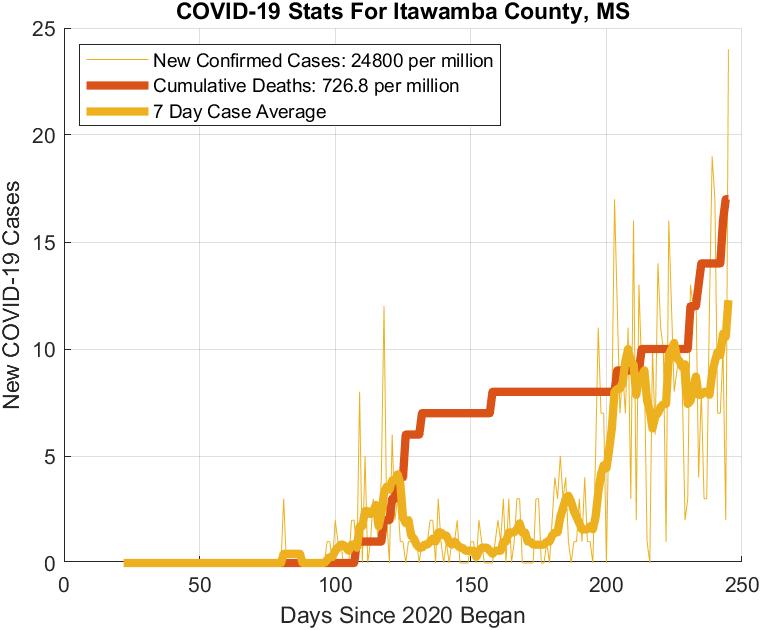 COVID-19 Stats For Itawamba County, MS
25
New Confirmed Cases: 24800 per million
Cumulative Deaths: 726.8 per million
7 Day Case Average
20
15
10
5
0
New COVID-19 Cases
0 50 100 150 200 250
Days Since 2020 Began